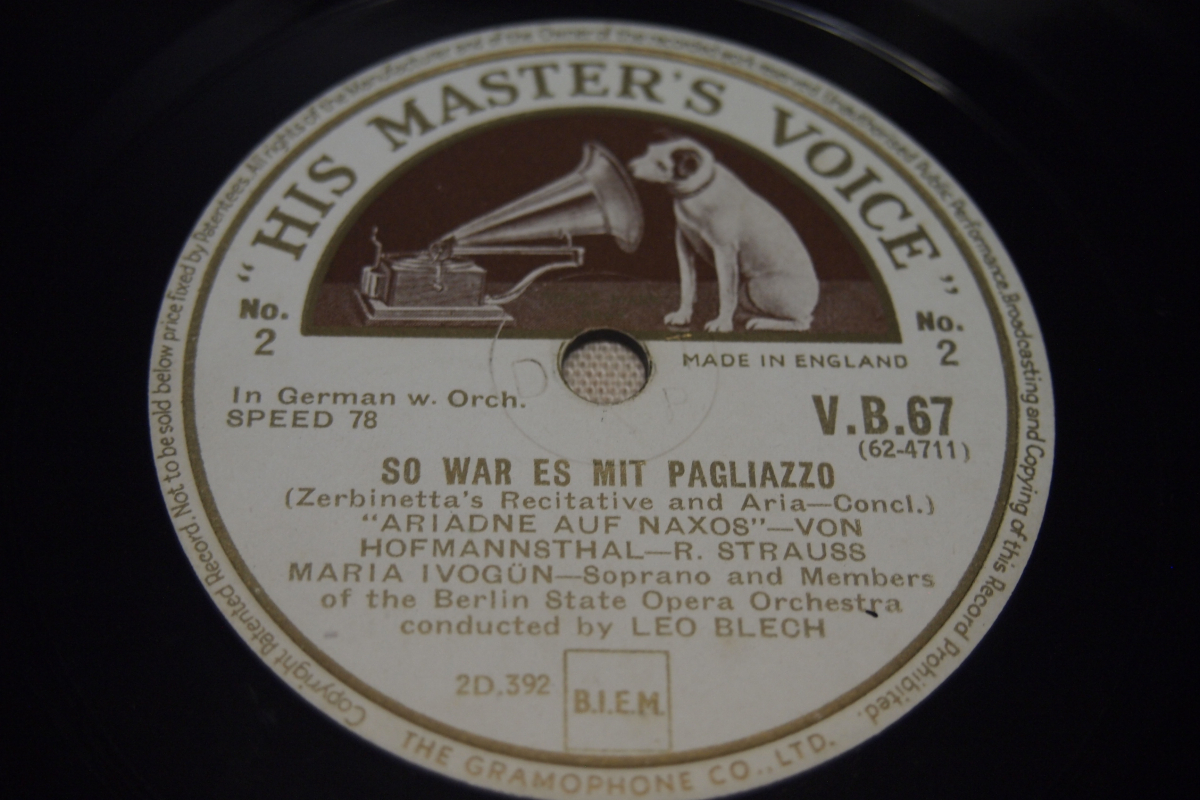 Copyright Patented Record. Not to be sold below price fixed by Patentees. All rights of the Manufacturer and of the Owner of the recorded work reserved. Unauthorised Public Performance, Broadcasting and Copying of this Record Prohibited.
"HIS MASTER'S VOICE"
No. 2
No. 2
MADE IN ENGLAND
In German w. Orch.
SPEED 78
V.B.67
(62-4711)
SO WAR ES MIT PAGLIAZZO
(Zerbinetta's Recitative and Aria—Concl.)
"ARIADNE AUF NAXOS"—VON
HOFMANNSTHAL—R. STRAUSS
MARIA IVOGÜN—Soprano and Members
of the Berlin State Opera Orchestra
conducted by LEO BLECH
2D.392
B.I.E.M.
THE GRAMOPHONE CO., LTD.